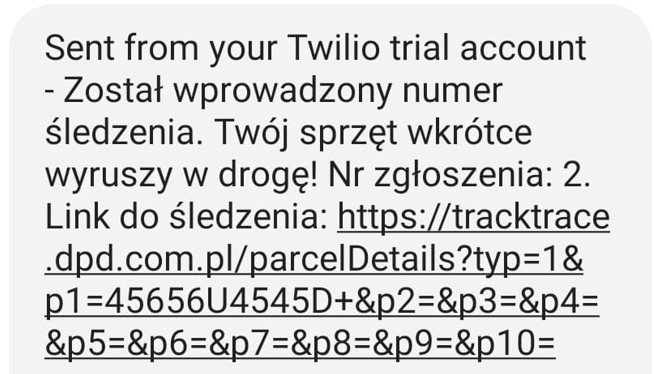 Sent from your Twilio trial account
- Został wprowadzony numer
śledzenia. Twój sprzęt wkrótce
wyruszy w drogę! Nr zgłoszenia: 2.
Link do śledzenia: https://tracktrace
.dpd.com.pl/parcelDetails?typ=1&
p1=45656U4545D+&p2=&p3=&p4=
&p5=&p6=&p7=&p8=&p9=&p10=